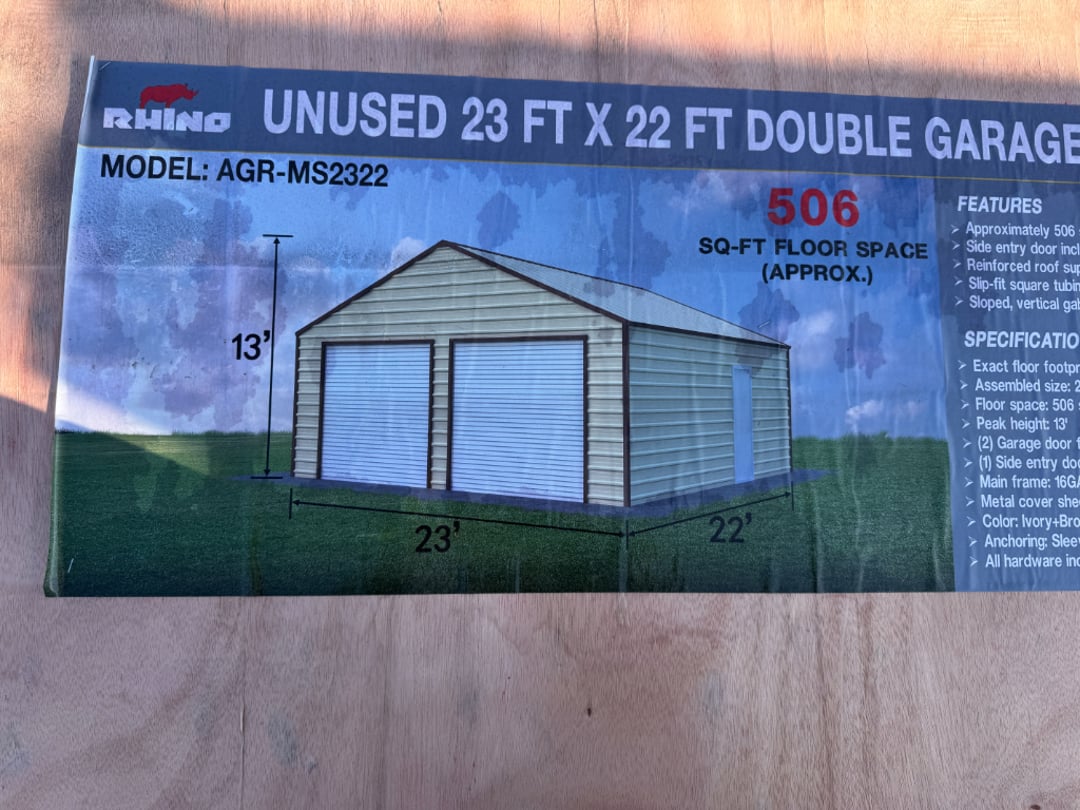 RHINO
UNUSED 23 FT X 22 FT DOUBLE GARAGE
MODEL: AGR-MS2322
506
SQ-FT FLOOR SPACE
(APPROX.)
13'
23'
22'
FEATURES
➢ Approximately 506
➢ Side entry door
➢ Reinforced roof
➢ Slip-fit square
➢ Sloped, vertical
➢ Exact floor
➢ Assembled size:
➢ Floor space: 506
➢ Peak height: 13'
➢ (2) Garage door
➢ (1) Side entry
➢ Main frame:
➢ Metal cover
➢ Color:
➢ Anchoring:
➢ All hardware